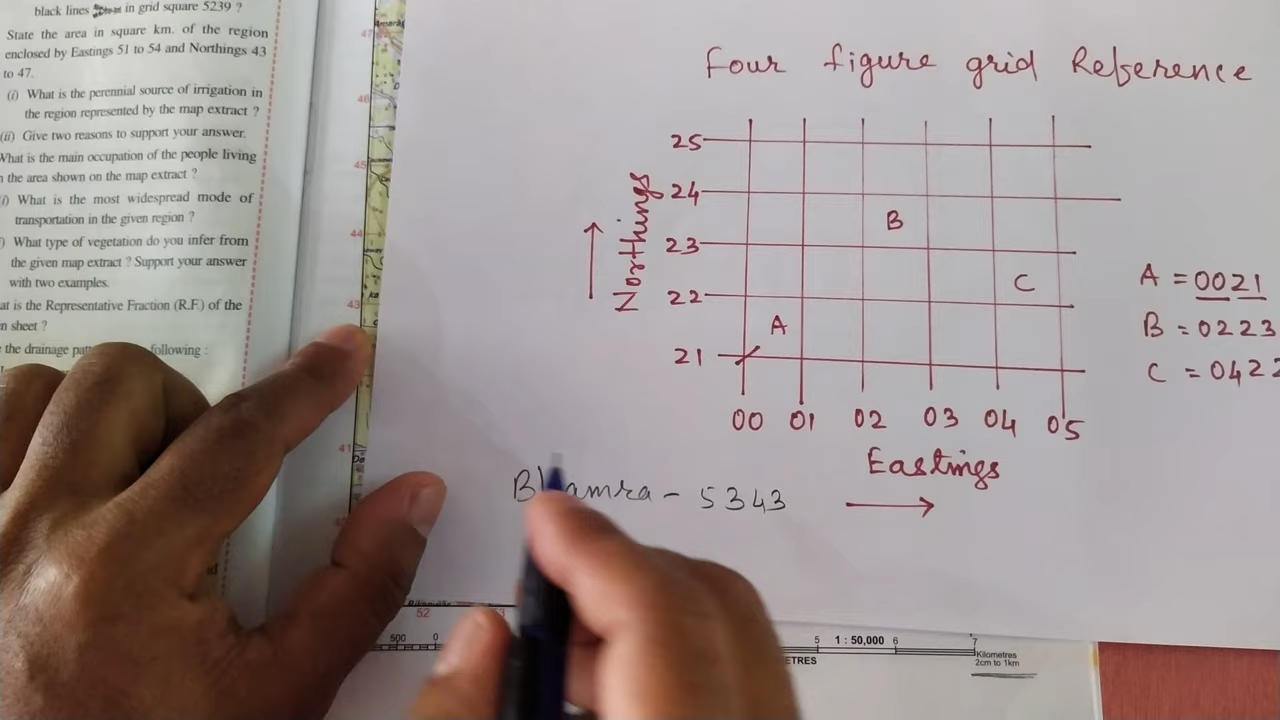 black lines in grid square 5239 ?
State the area in square km. of the region
enclosed by Eastings 51 to 54 and Northings 43
to 47.
(i) What is the perennial source of irrigation in
the region represented by the map extract ?
(ii) Give two reasons to support your answer.
What is the main occupation of the people living
the area shown on the map extract ?
What is the most widespread mode of
transportation in the given region ?
What type of vegetation do you infer from
the given map extract ? Support your answer
with two examples.
at is the Representative Fraction (R.F.) of the
n sheet ?
the drainage following :
47
46
45
44
43
41
Four figure grid Reference
25
24
23
22
21
Northings
A
B
C
00 01 02 03 04 05
Eastings
A = 0021
B = 0223
C = 0422
Bhamra - 5343
52
500 0
5 1 : 50,000 6 7
ETRES
Kilometres
2cm to 1km